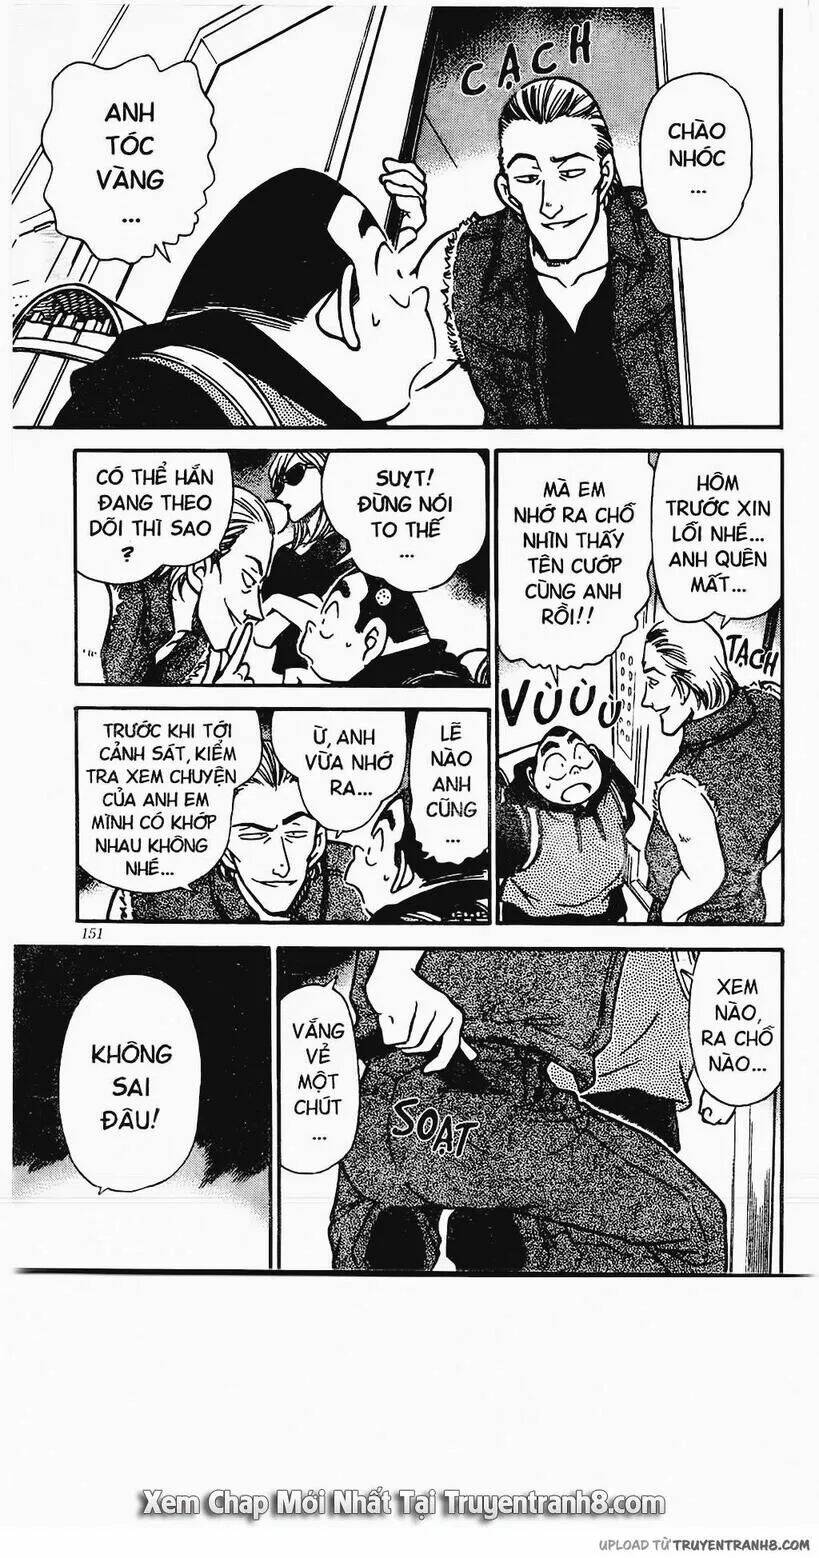 CẠCH
CHÀO
NHÓC
...
ANH
TÓC
VÀNG
...
HÔM
TRƯỚC XIN
LỖI NHÉ...
ANH QUÊN
MẤT...
TẠCH
MÀ EM
NHỚ RA CHỖ
NHÌN THẤY
TÊN CƯỚP
CÙNG ANH
RỒI!!
VÙÙÙ
SUỴT!
ĐỪNG NÓI
TO THẾ
...
CÓ THỂ HẮN
ĐANG THEO
DÕI THÌ SAO
?
LẼ
NÀO
ANH
CŨNG
...
Ừ, ANH
VỪA NHỚ
RA...
TRƯỚC KHI TỚI
CẢNH SÁT, KIỂM
TRA XEM CHUYỆN
CỦA ANH EM
MÌNH CÓ KHỚP
NHAU KHÔNG
NHÉ...
151
XEM
NÀO,
RA CHỖ
NÀO...
VẮNG
VẺ
MỘT
CHÚT
...
SOẠT
KHÔNG
SAI
ĐÂU!
Xem Chap Mới Nhất Tại Truyentranh8.com
UPLOAD TỪ TRUYENTRANH8.COM